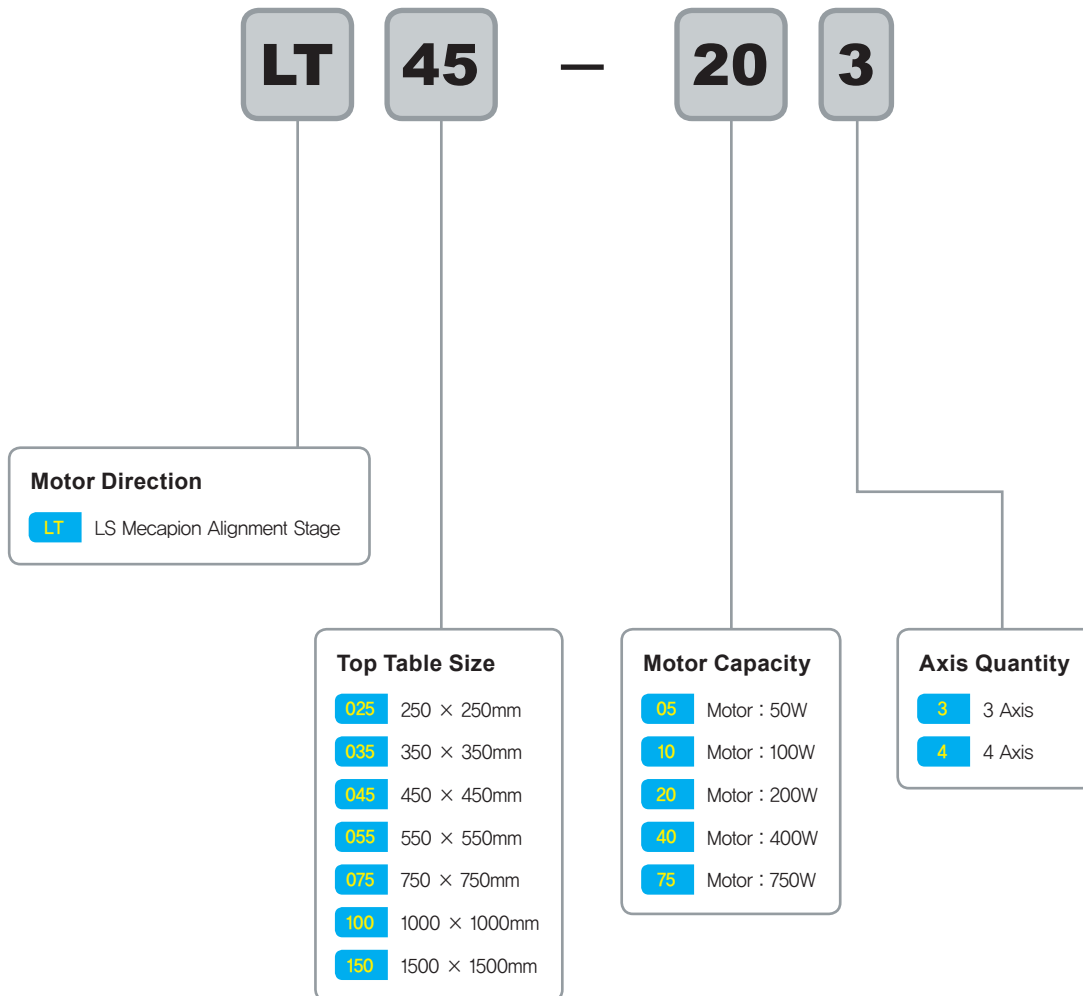 LT 45 – 20 3
Motor Direction
LT LS Mecapion Alignment Stage
Top Table Size
025 250 × 250mm
035 350 × 350mm
045 450 × 450mm
055 550 × 550mm
075 750 × 750mm
100 1000 × 1000mm
150 1500 × 1500mm
Motor Capacity
05 Motor : 50W
10 Motor : 100W
20 Motor : 200W
40 Motor : 400W
75 Motor : 750W
Axis Quantity
3 3 Axis
4 4 Axis